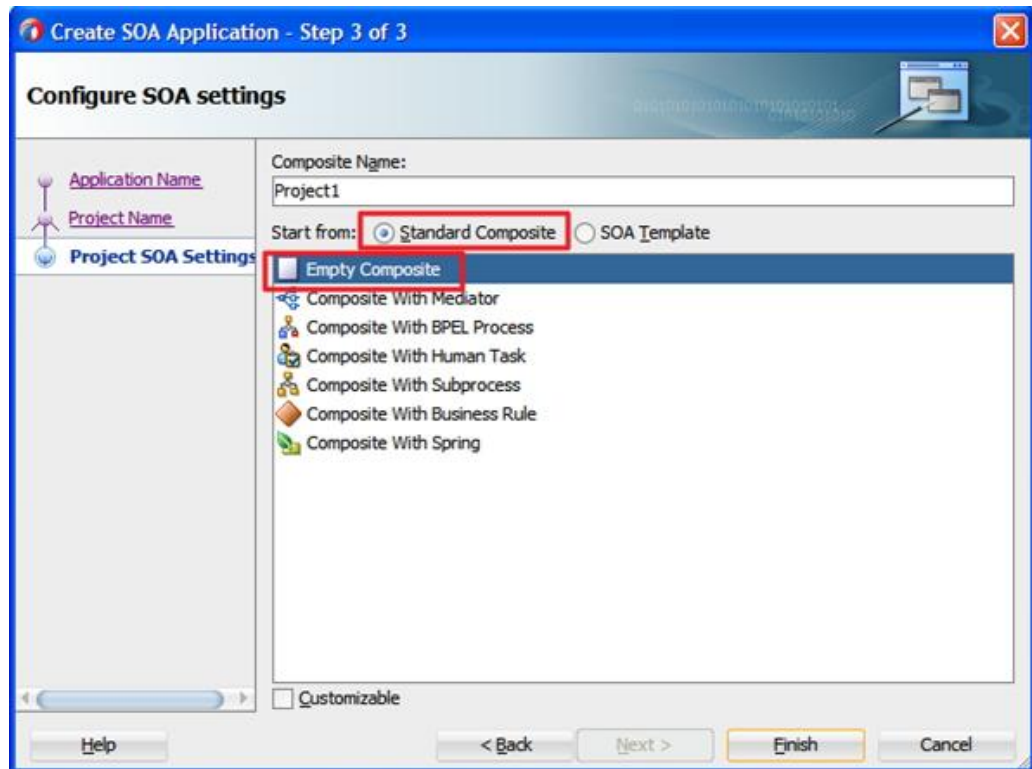 Create SOA Application - Step 3 of 3
Configure SOA settings
Application Name
Project Name
Project SOA Settings
Composite Name:
Project1
Start from: Standard Composite SOA Template
Empty Composite
Composite With Mediator
Composite With BPEL Process
Composite With Human Task
Composite With Subprocess
Composite With Business Rule
Composite With Spring
Customizable
Help < Back Next > Finish Cancel